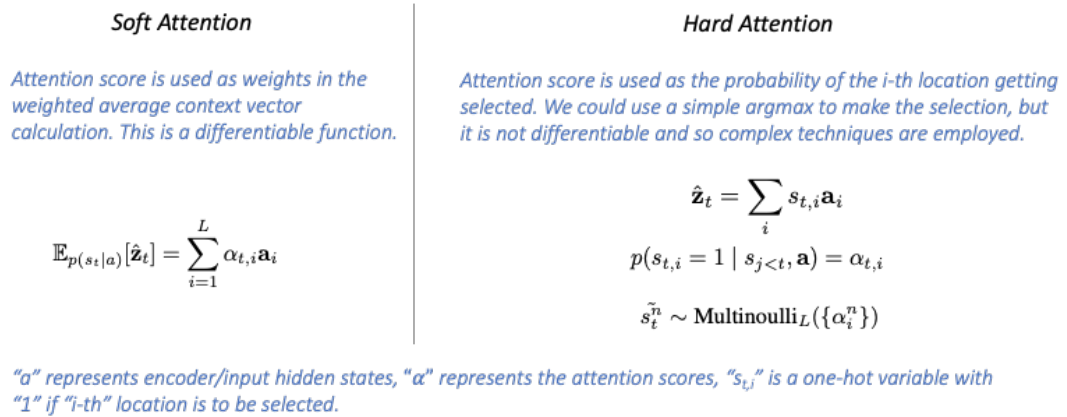 Soft Attention
Attention score is used as weights in the
weighted average context vector
calculation. This is a differentiable function.
𝔼_{p(s_t|a)}[ẑ_t] = ∑_{i=1}^{L} α_{t,i}a_i
Hard Attention
Attention score is used as the probability of the i-th location getting
selected. We could use a simple argmax to make the selection, but
it is not differentiable and so complex techniques are employed.
ẑ_t = ∑_i s_{t,i}a_i
p(s_{t,i} = 1 | s_{j<t}, a) = α_{t,i}
s̃_t^n ∼ Multinoulli_L({α_i^n})
"a" represents encoder/input hidden states, "α" represents the attention scores, "s_{t,i}" is a one-hot variable with
"1" if "i-th" location is to be selected.